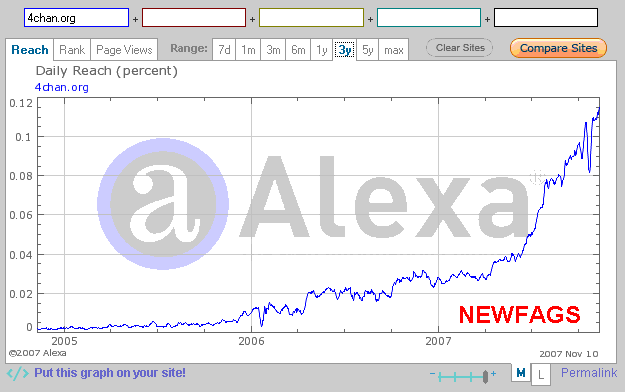 4chan.org + + + +
Reach Rank Page Views Range: 7d 1m 3m 6m 1y 3y 5y max Clear Sites Compare Sites
Daily Reach (percent)
4chan.org
0.12
0.1
0.08
0.06
0.04
0.02
0
Alexa
NEWFAGS
2005 2006 2007
©2007 Alexa 2007 Nov 10
</> Put this graph on your site! - + M L Permalink